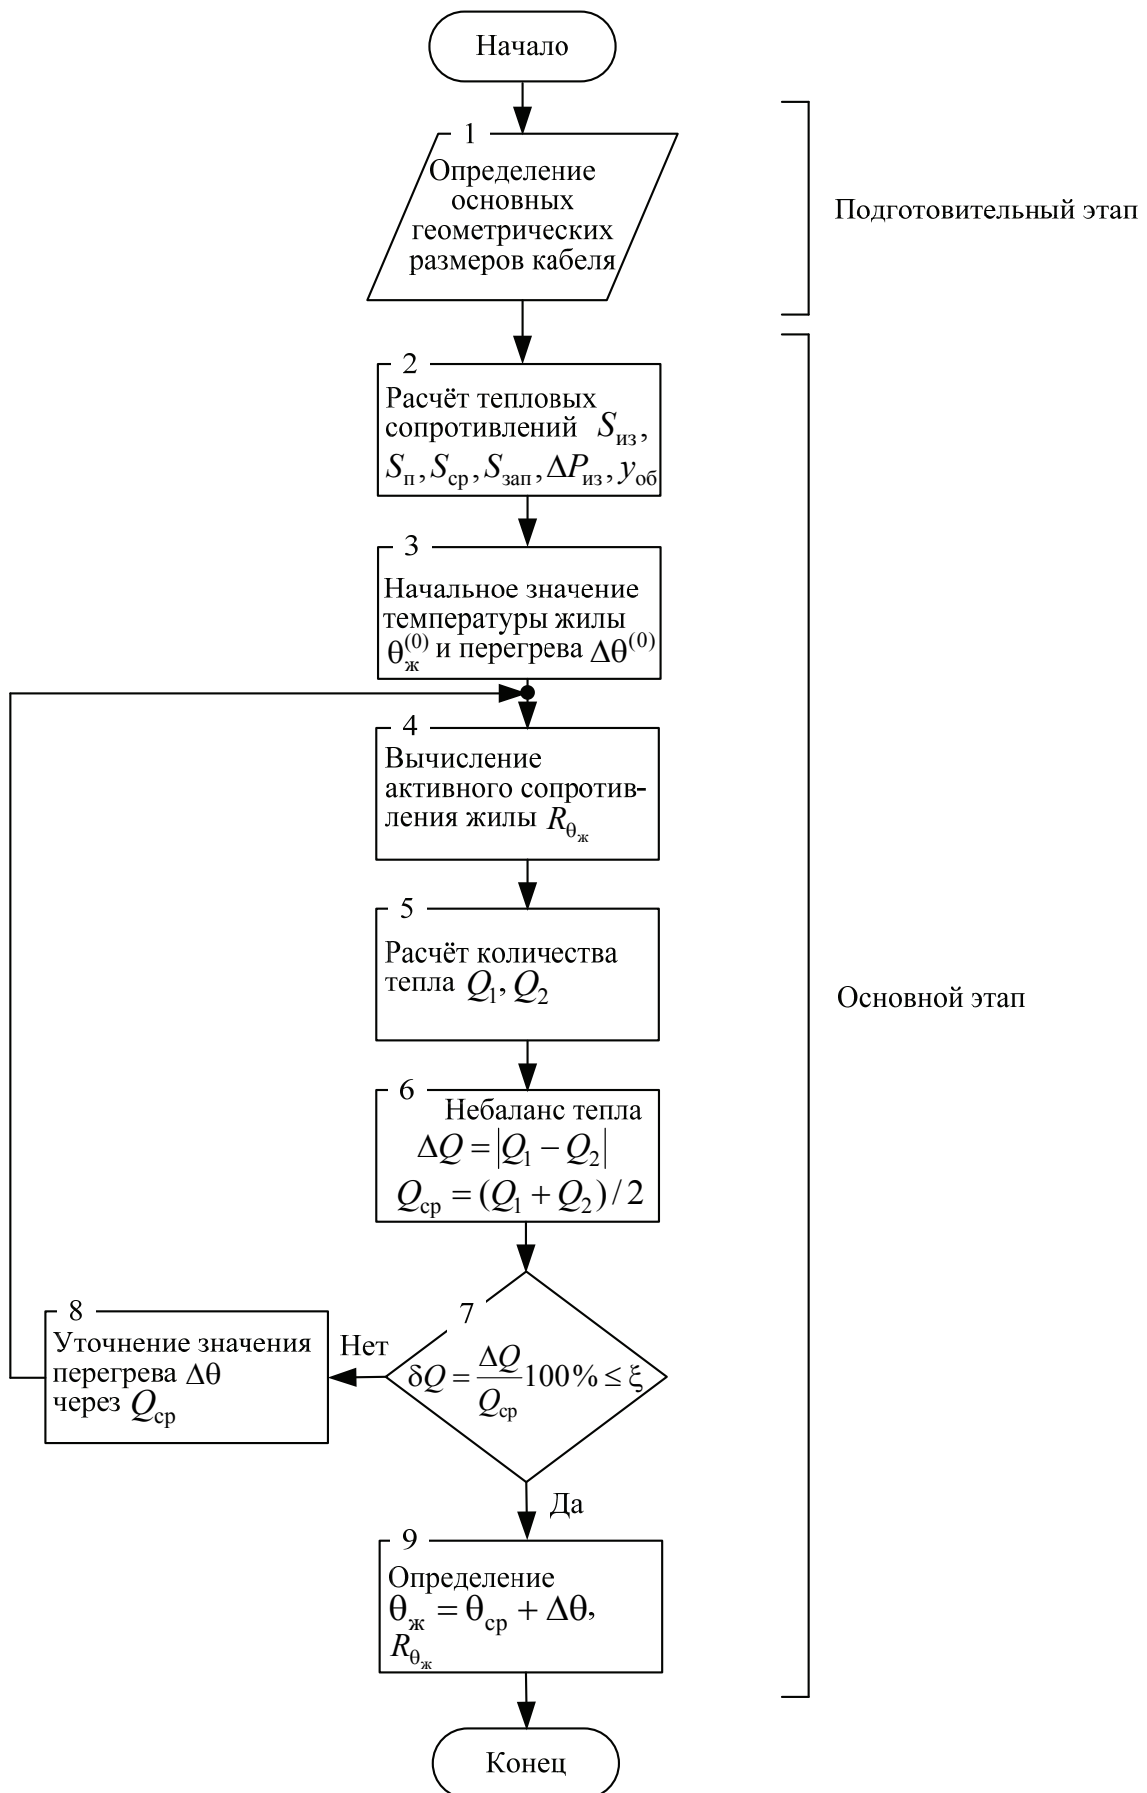 Начало
1
Определение
основных
геометрических
размеров кабеля
Подготовительный этап
2
Расчёт тепловых
сопротивлений S_из,
S_п, S_ср, S_зап, ΔP_из, y_об
3
Начальное значение
температуры жилы
θ_ж^(0) и перегрева Δθ^(0)
4
Вычисление
активного сопротив-
ления жилы R_θ_ж
5
Расчёт количества
тепла Q_1, Q_2
Основной этап
6
Небаланс тепла
ΔQ = |Q_1 − Q_2|
Q_ср = (Q_1 + Q_2) / 2
7
δQ = ΔQ/Q_ср 100% ≤ ξ
Нет
8
Уточнение значения
перегрева Δθ
через Q_ср
Да
9
Определение
θ_ж = θ_ср + Δθ,
R_θ_ж
Конец